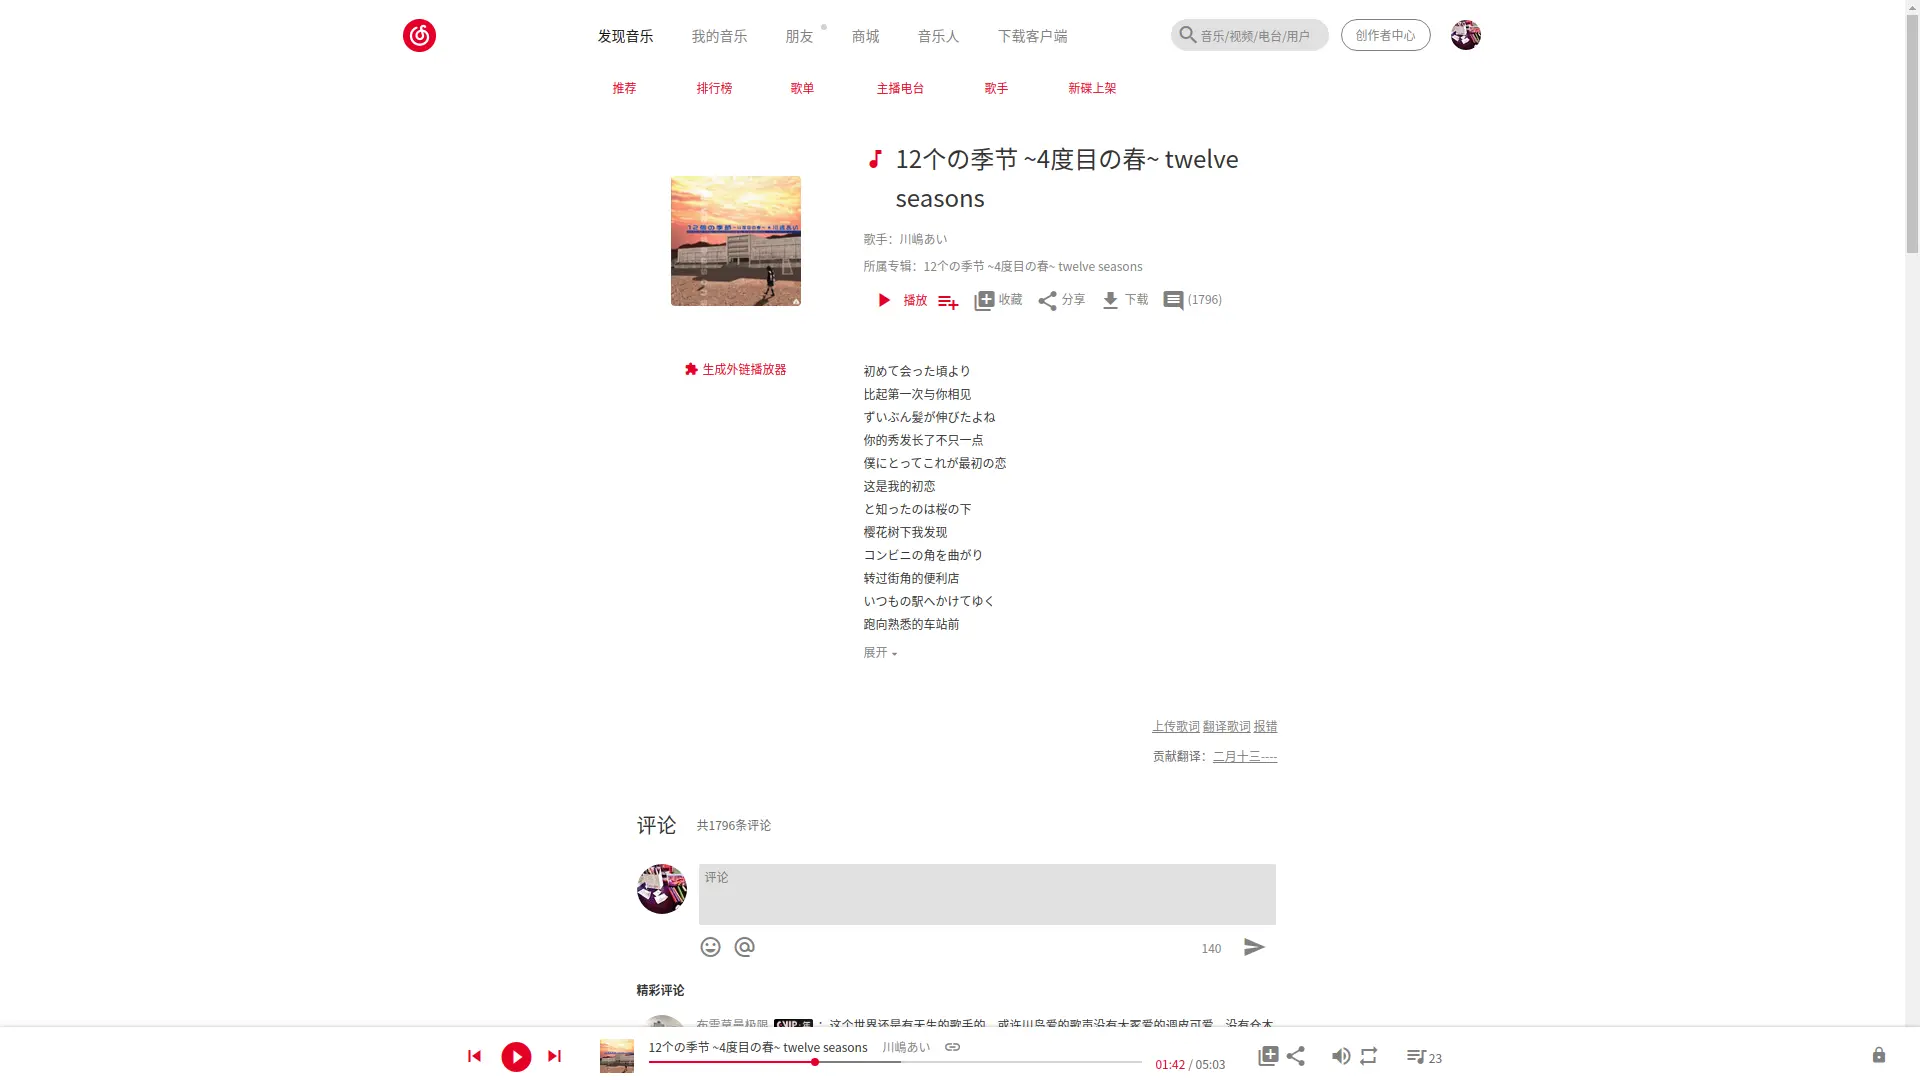 发现音乐 我的音乐 朋友 商城 音乐人 下载客户端 音乐/视频/电台/用户 创作者中心
推荐 排行榜 歌单 主播电台 歌手 新碟上架
12个の季节 ~4度目の春~ twelve
seasons
歌手：川嶋あい
所属专辑：12个の季节 ~4度目の春~ twelve seasons
播放 收藏 分享 下载 (1796)
生成外链播放器
初めて会った頃より
比起第一次与你相见
ずいぶん髪が伸びたよね
你的秀发长了不只一点
僕にとってこれが最初の恋
这是我的初恋
と知ったのは桜の下
樱花树下我发现
コンビニの角を曲がり
转过街角的便利店
いつもの駅へかけてゆく
跑向熟悉的车站前
展开
上传歌词 翻译歌词 报错
贡献翻译：二月十三----
评论 共1796条评论
评论
140
精彩评论
这个世界还是有天生的歌手的
12个の季节 ~4度目の春~ twelve seasons 川嶋あい
01:42 / 05:03
23